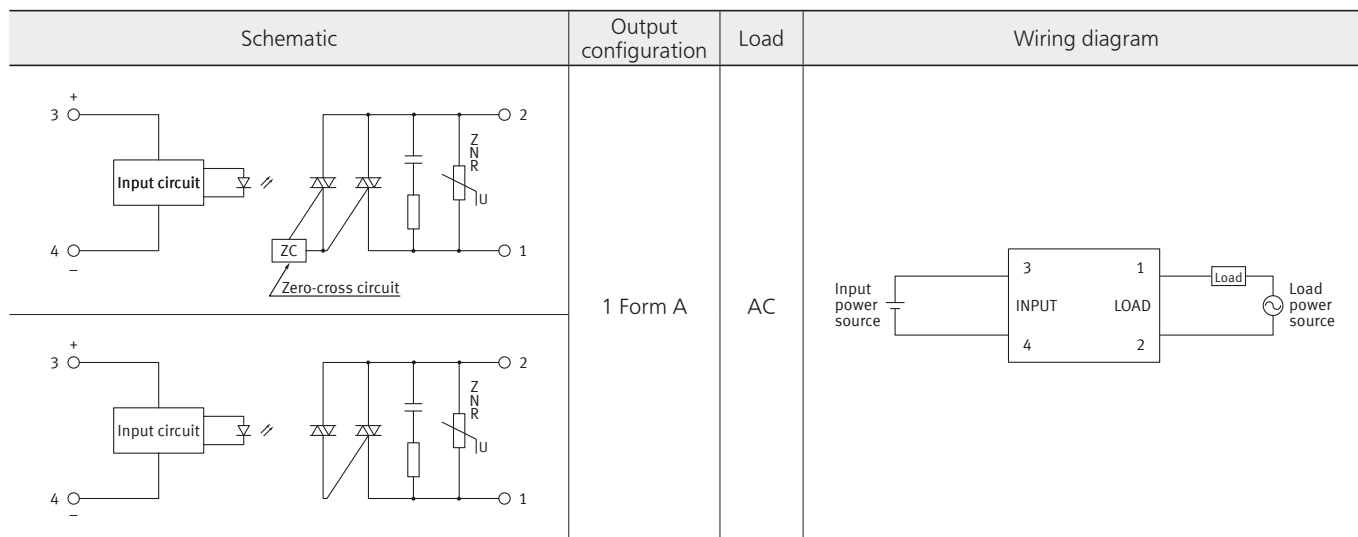 Schematic
Output
configuration
Load
Wiring diagram
+
3
2
Z
N
R
Input circuit
U
4
–
ZC
1
Zero-cross circuit
+
3
2
Z
N
R
Input circuit
U
4
–
1
1 Form A
AC
Input
power
source
3
1
INPUT
LOAD
4
2
Load
Load
power
source